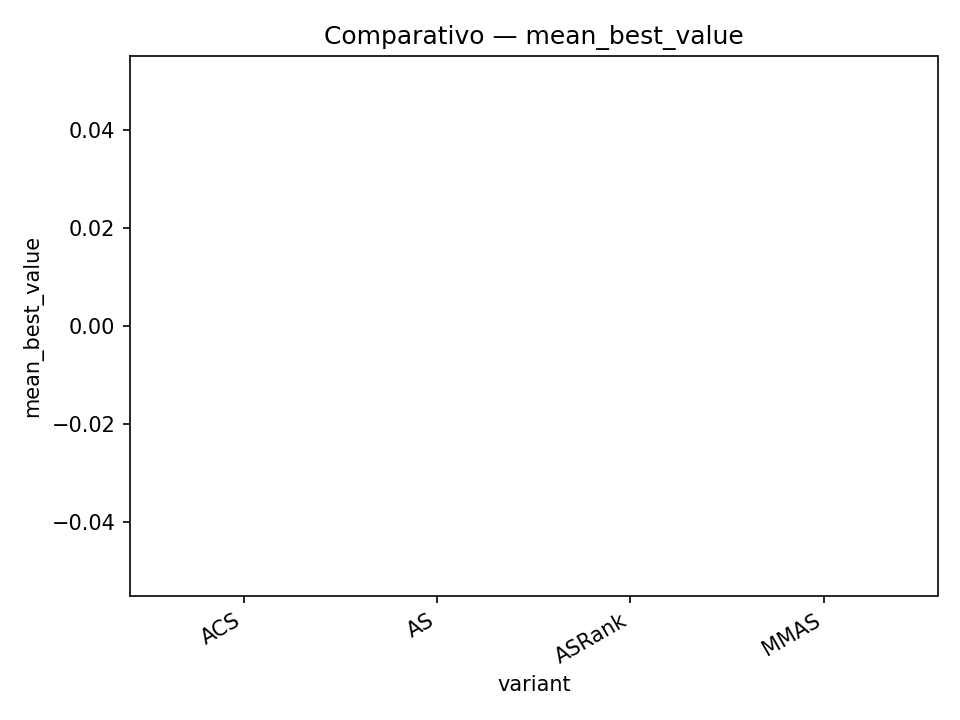 Comparativo — mean_best_value
mean_best_value
0.04
0.02
0.00
−0.02
−0.04
ACS
AS
ASRank
MMAS
variant